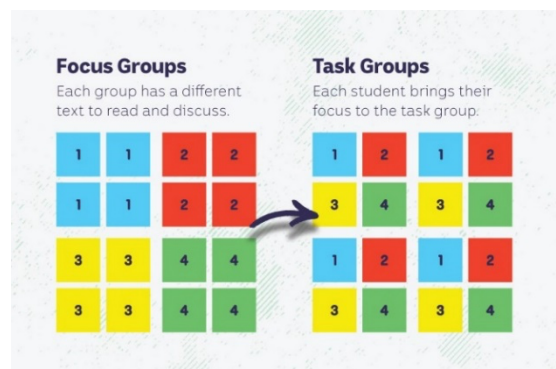 Focus Groups
Each group has a different
text to read and discuss.
1 1 2 2
1 1 2 2
3 3 4 4
3 3 4 4
Task Groups
Each student brings their
focus to the task group.
1 2 1 2
3 4 3 4
1 2 1 2
3 4 3 4